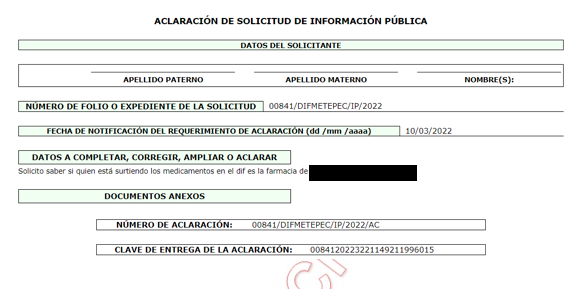 ACLARACIÓN DE SOLICITUD DE INFORMACIÓN PÚBLICA
DATOS DEL SOLICITANTE
APELLIDO PATERNO APELLIDO MATERNO NOMBRE(S):
NÚMERO DE FOLIO O EXPEDIENTE DE LA SOLICITUD 00841/DIFMETEPEC/IP/2022
FECHA DE NOTIFICACIÓN DEL REQUERIMIENTO DE ACLARACIÓN (dd /mm /aaaa) 10/03/2022
DATOS A COMPLETAR, CORREGIR, AMPLIAR O ACLARAR
Solicito saber si quien está surtiendo los medicamentos en el dif es la farmacia de
DOCUMENTOS ANEXOS
NÚMERO DE ACLARACIÓN: 00841/DIFMETEPEC/IP/2022/AC
CLAVE DE ENTREGA DE LA ACLARACIÓN: 008412022321149211996015